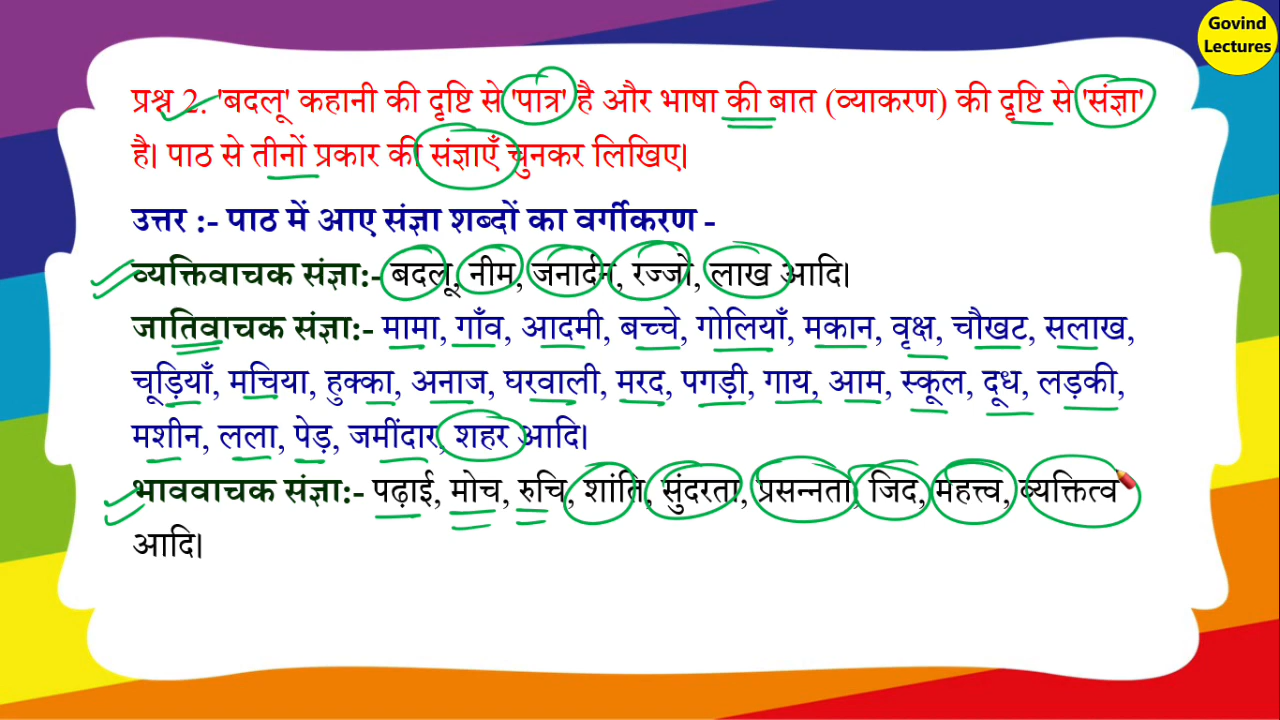 Govind
Lectures
प्रश्न 2. 'बदलू' कहानी की दृष्टि से 'पात्र' है और भाषा की बात (व्याकरण) की दृष्टि से 'संज्ञा'
है। पाठ से तीनों प्रकार की संज्ञाएँ चुनकर लिखिए।
उत्तर :- पाठ में आए संज्ञा शब्दों का वर्गीकरण -
व्यक्तिवाचक संज्ञा:- बदलू, नीम, जनार्दन, रज्जो, लाख आदि।
जातिवाचक संज्ञा:- मामा, गाँव, आदमी, बच्चे, गोलियाँ, मकान, वृक्ष, चौखट, सलाख,
चूड़ियाँ, मचिया, हुक्का, अनाज, घरवाली, मरद, पगड़ी, गाय, आम, स्कूल, दूध, लड़की,
मशीन, लला, पेड़, जमींदार, शहर आदि।
भाववाचक संज्ञा:- पढ़ाई, मोच, रुचि, शांति, सुंदरता, प्रसन्नता, जिद, महत्त्व, व्यक्तित्व
आदि।